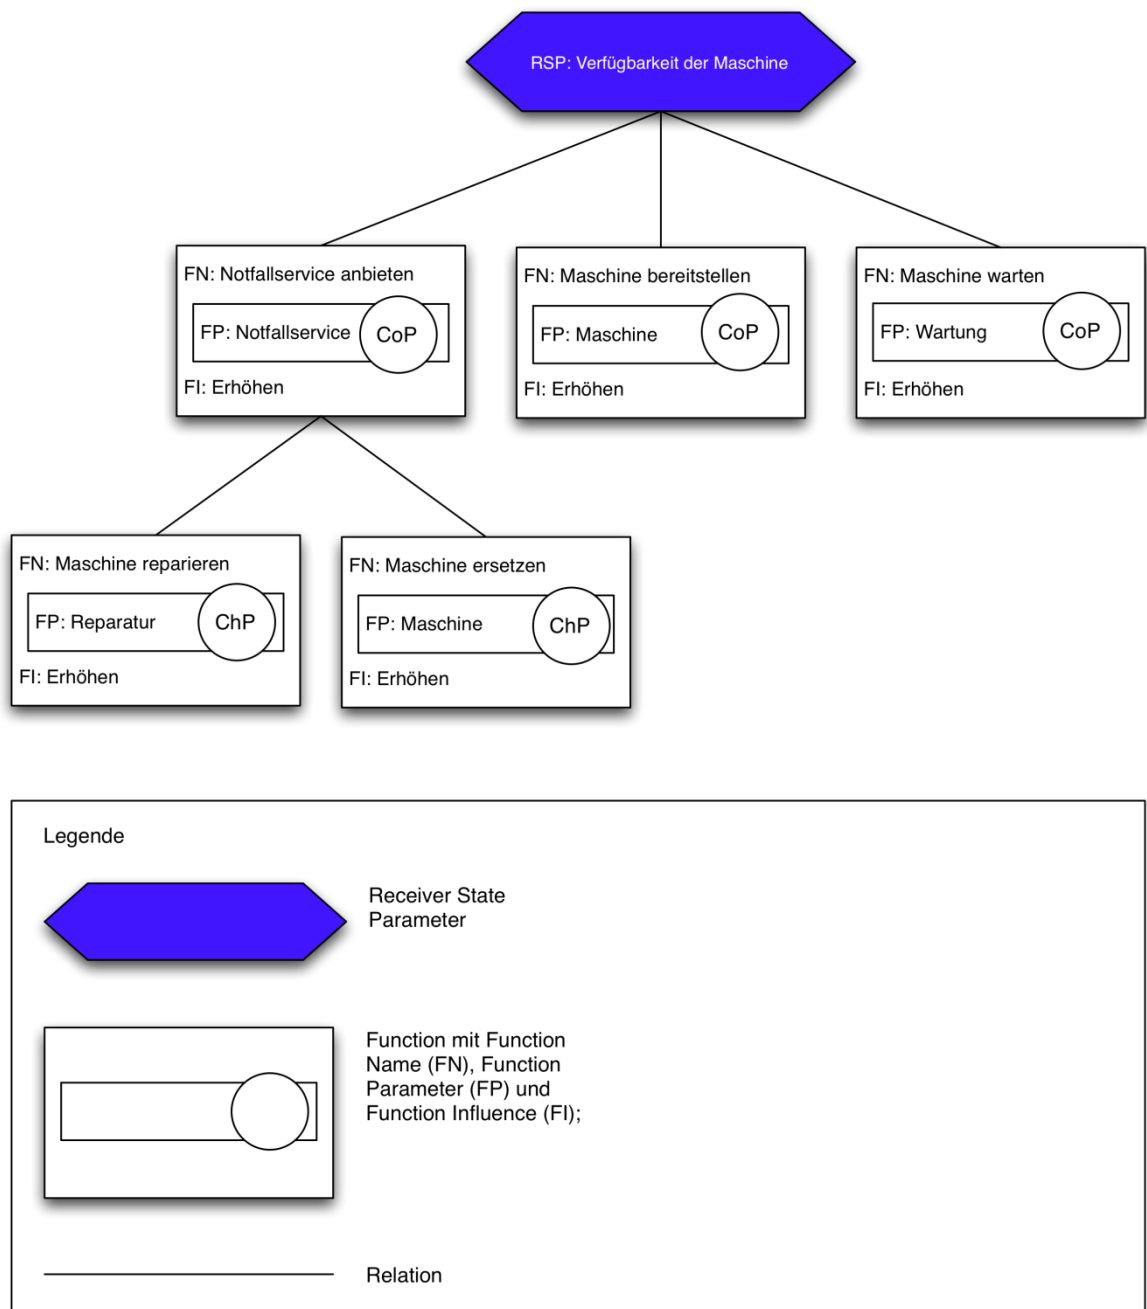 RSP: Verfügbarkeit der Maschine
FN: Notfallservice anbieten
FP: Notfallservice
CoP
FI: Erhöhen
FN: Maschine bereitstellen
FP: Maschine
CoP
FI: Erhöhen
FN: Maschine warten
FP: Wartung
CoP
FI: Erhöhen
FN: Maschine reparieren
FP: Reparatur
ChP
FI: Erhöhen
FN: Maschine ersetzen
FP: Maschine
ChP
FI: Erhöhen
Legende
Receiver State
Parameter
Function mit Function
Name (FN), Function
Parameter (FP) und
Function Influence (FI);
Relation